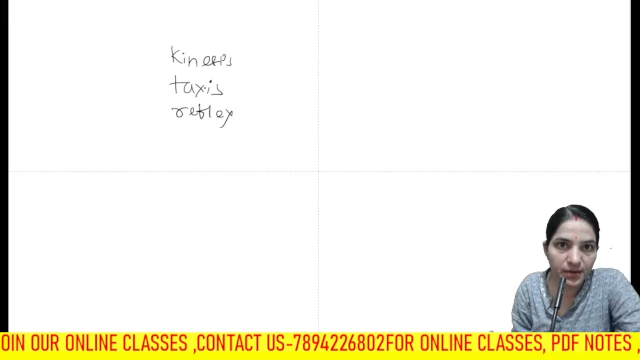 kinesis
taxis
reflex
OIN OUR ONLINE CLASSES ,CONTACT US-7894226802FOR ONLINE CLASSES, PDF NOTES ,